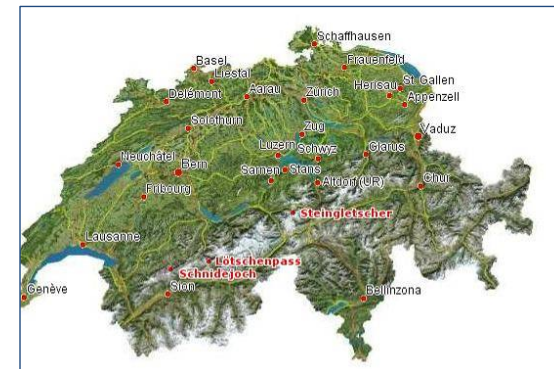 Schaffhausen
Basel
Frauenfeld
Liestal
St. Gallen
Herisau
Delémont
Aarau
Zürich
Appenzell
Solothurn
Zug
Vaduz
Luzern
Schwyz
Glarus
Neuchâtel
Bern
Stans
Sarnen
Altdorf (UR)
Chur
Fribourg
Steingletscher
Lausanne
Lötschenpass
Schnidejoch
Genève
Sion
Bellinzona